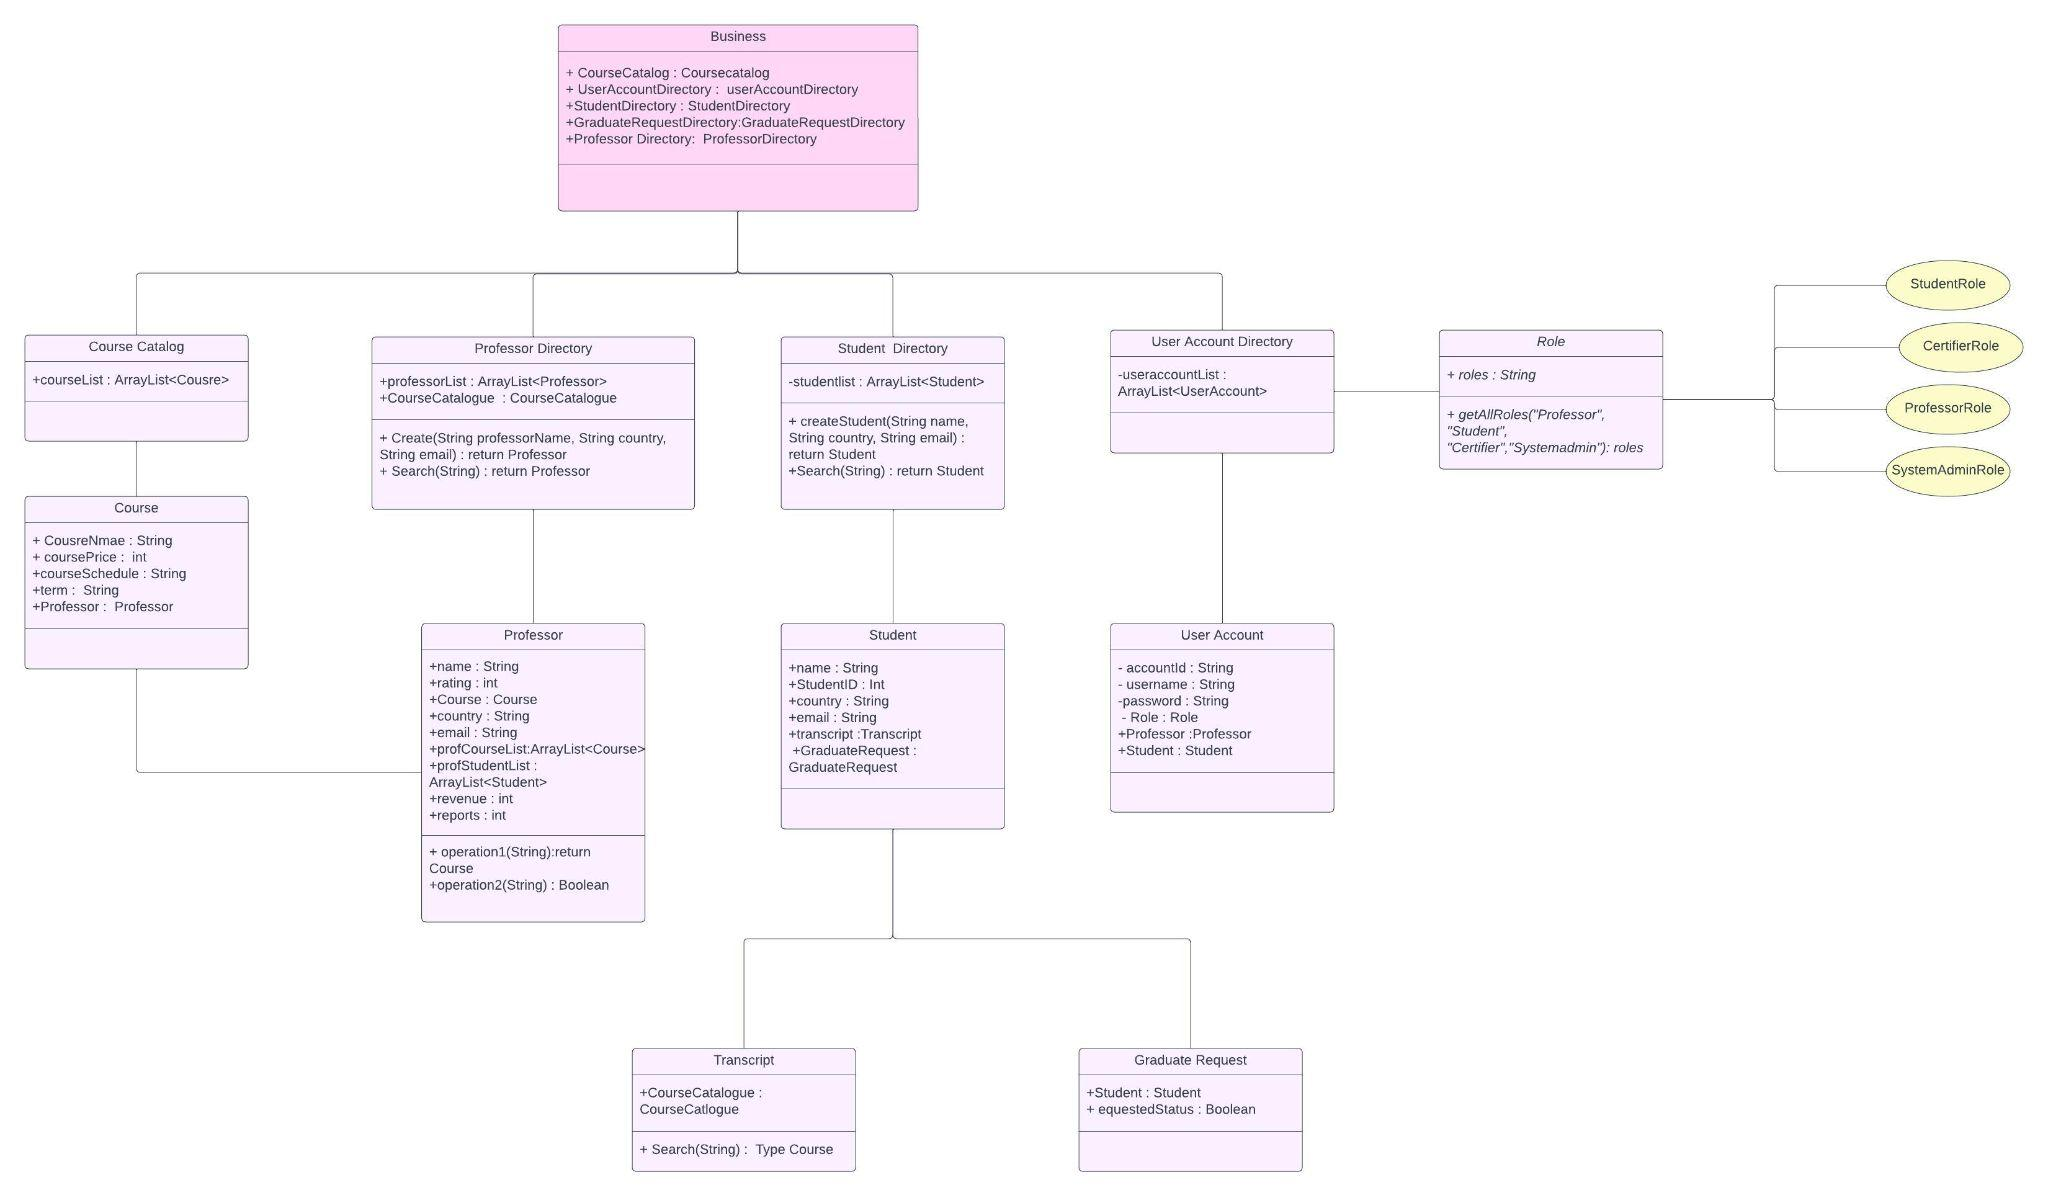 Business
+ CourseCatalog : Coursecatalog
+ UserAccountDirectory :  userAccountDirectory
+StudentDirectory : StudentDirectory
+GraduateRequestDirectory:GraduateRequestDirectory
+Professor Directory:  ProfessorDirectory
Course Catalog
+courseList : ArrayList<Cousre>
Professor Directory
+professorList : ArrayList<Professor>
+CourseCatalogue  : CourseCatalogue
+ Create(String professorName, String country,
String email) : return Professor
+ Search(String) : return Professor
Student  Directory
-studentlist : ArrayList<Student>
+ createStudent(String name,
String country, String email) :
return Student
+Search(String) : return Student
User Account Directory
-useraccountList :
ArrayList<UserAccount>
Role
+ roles : String
+ getAllRoles("Professor",
"Student",
"Certifier","Systemadmin"): roles
StudentRole
CertifierRole
ProfessorRole
SystemAdminRole
Course
+ CousreNmae : String
+ coursePrice :  int
+courseSchedule : String
+term :  String
+Professor :  Professor
Professor
+name : String
+rating : int
+Course : Course
+country : String
+email : String
+profCourseList:ArrayList<Course>
+profStudentList :
ArrayList<Student>
+revenue : int
+reports : int
+ operation1(String):return
Course
+operation2(String) : Boolean
Student
+name : String
+StudentID : Int
+country : String
+email : String
+transcript :Transcript
+GraduateRequest :
GraduateRequest
User Account
- accountId : String
- username : String
-password : String
- Role : Role
+Professor :Professor
+Student : Student
Transcript
+CourseCatalogue :
CourseCatlogue
+ Search(String) :  Type Course
Graduate Request
+Student : Student
+ equestedStatus : Boolean